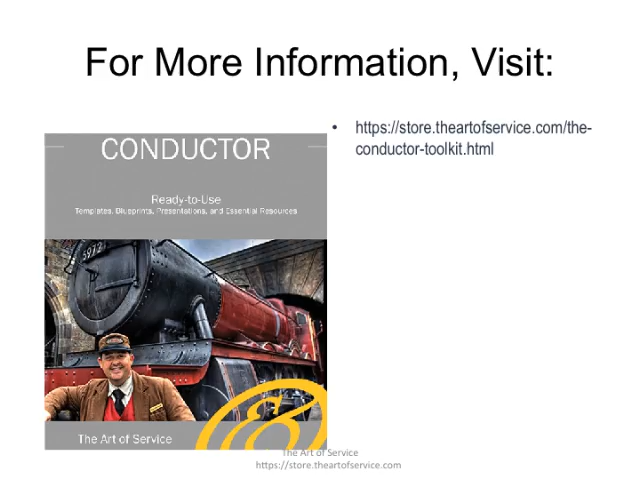 For More Information, Visit:
• https://store.theartofservice.com/the-
conductor-toolkit.html
CONDUCTOR
Ready-to-Use
Templates, Blueprints, Presentations, and Essential Resources
The Art of Service
The Art of Service
https://store.theartofservice.com